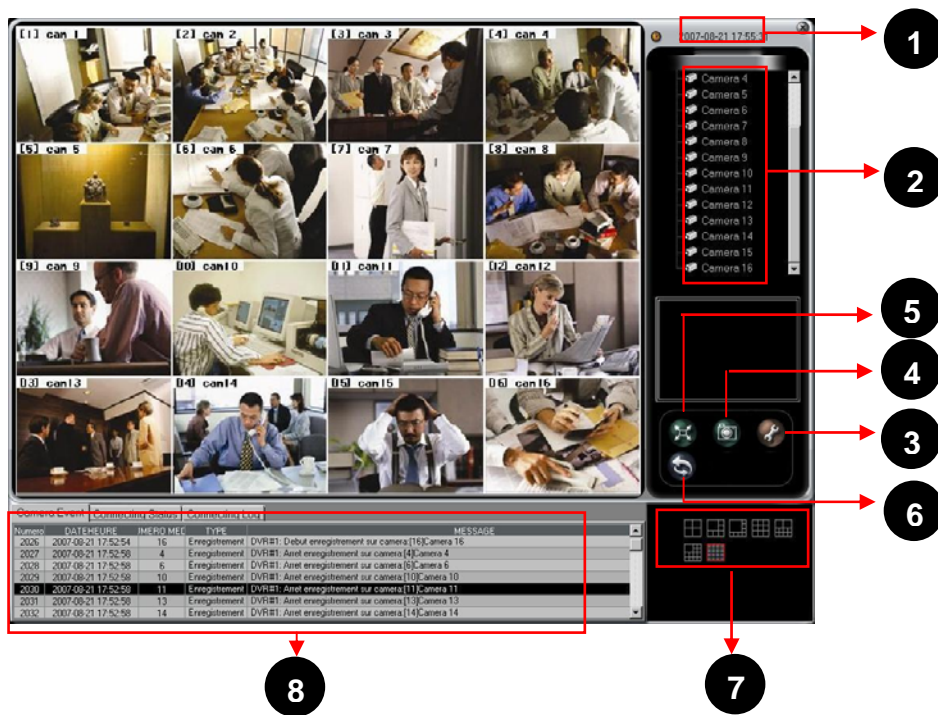 [1] cam 1 [2] cam 2 [3] cam 3 [4] cam 4
[5] cam 5 [6] cam 6 [7] cam 7 [8] cam 8
[9] cam 9 [10] cam10 [11] cam11 [12] cam12
[13] cam13 [14] cam14 [15] cam15 [16] cam16
2007-08-21 17:55:3
Camera 4
Camera 5
Camera 6
Camera 7
Camera 8
Camera 9
Camera 10
Camera 11
Camera 12
Camera 13
Camera 14
Camera 15
Camera 16
1
2
5
4
3
6
7
8
Camera Event Connecting Status Connecting Log
Numero DATEHEURE IMERO MED TYPE MESSAGE
2026 2007-08-21 17:52:54 16 Enregistrement DVR#1: Debut enregistrement sur camera:[16]Camera 16
2027 2007-08-21 17:52:58 4 Enregistrement DVR#1: Arret enregistrement sur camera:[4]Camera 4
2028 2007-08-21 17:52:58 6 Enregistrement DVR#1: Arret enregistrement sur camera:[6]Camera 6
2029 2007-08-21 17:52:58 10 Enregistrement DVR#1: Arret enregistrement sur camera:[10]Camera 10
2030 2007-08-21 17:52:58 11 Enregistrement DVR#1: Arret enregistrement sur camera:[11]Camera 11
2031 2007-08-21 17:52:58 13 Enregistrement DVR#1: Arret enregistrement sur camera:[13]Camera 13
2032 2007-08-21 17:52:58 14 Enregistrement DVR#1: Arret enregistrement sur camera:[14]Camera 14